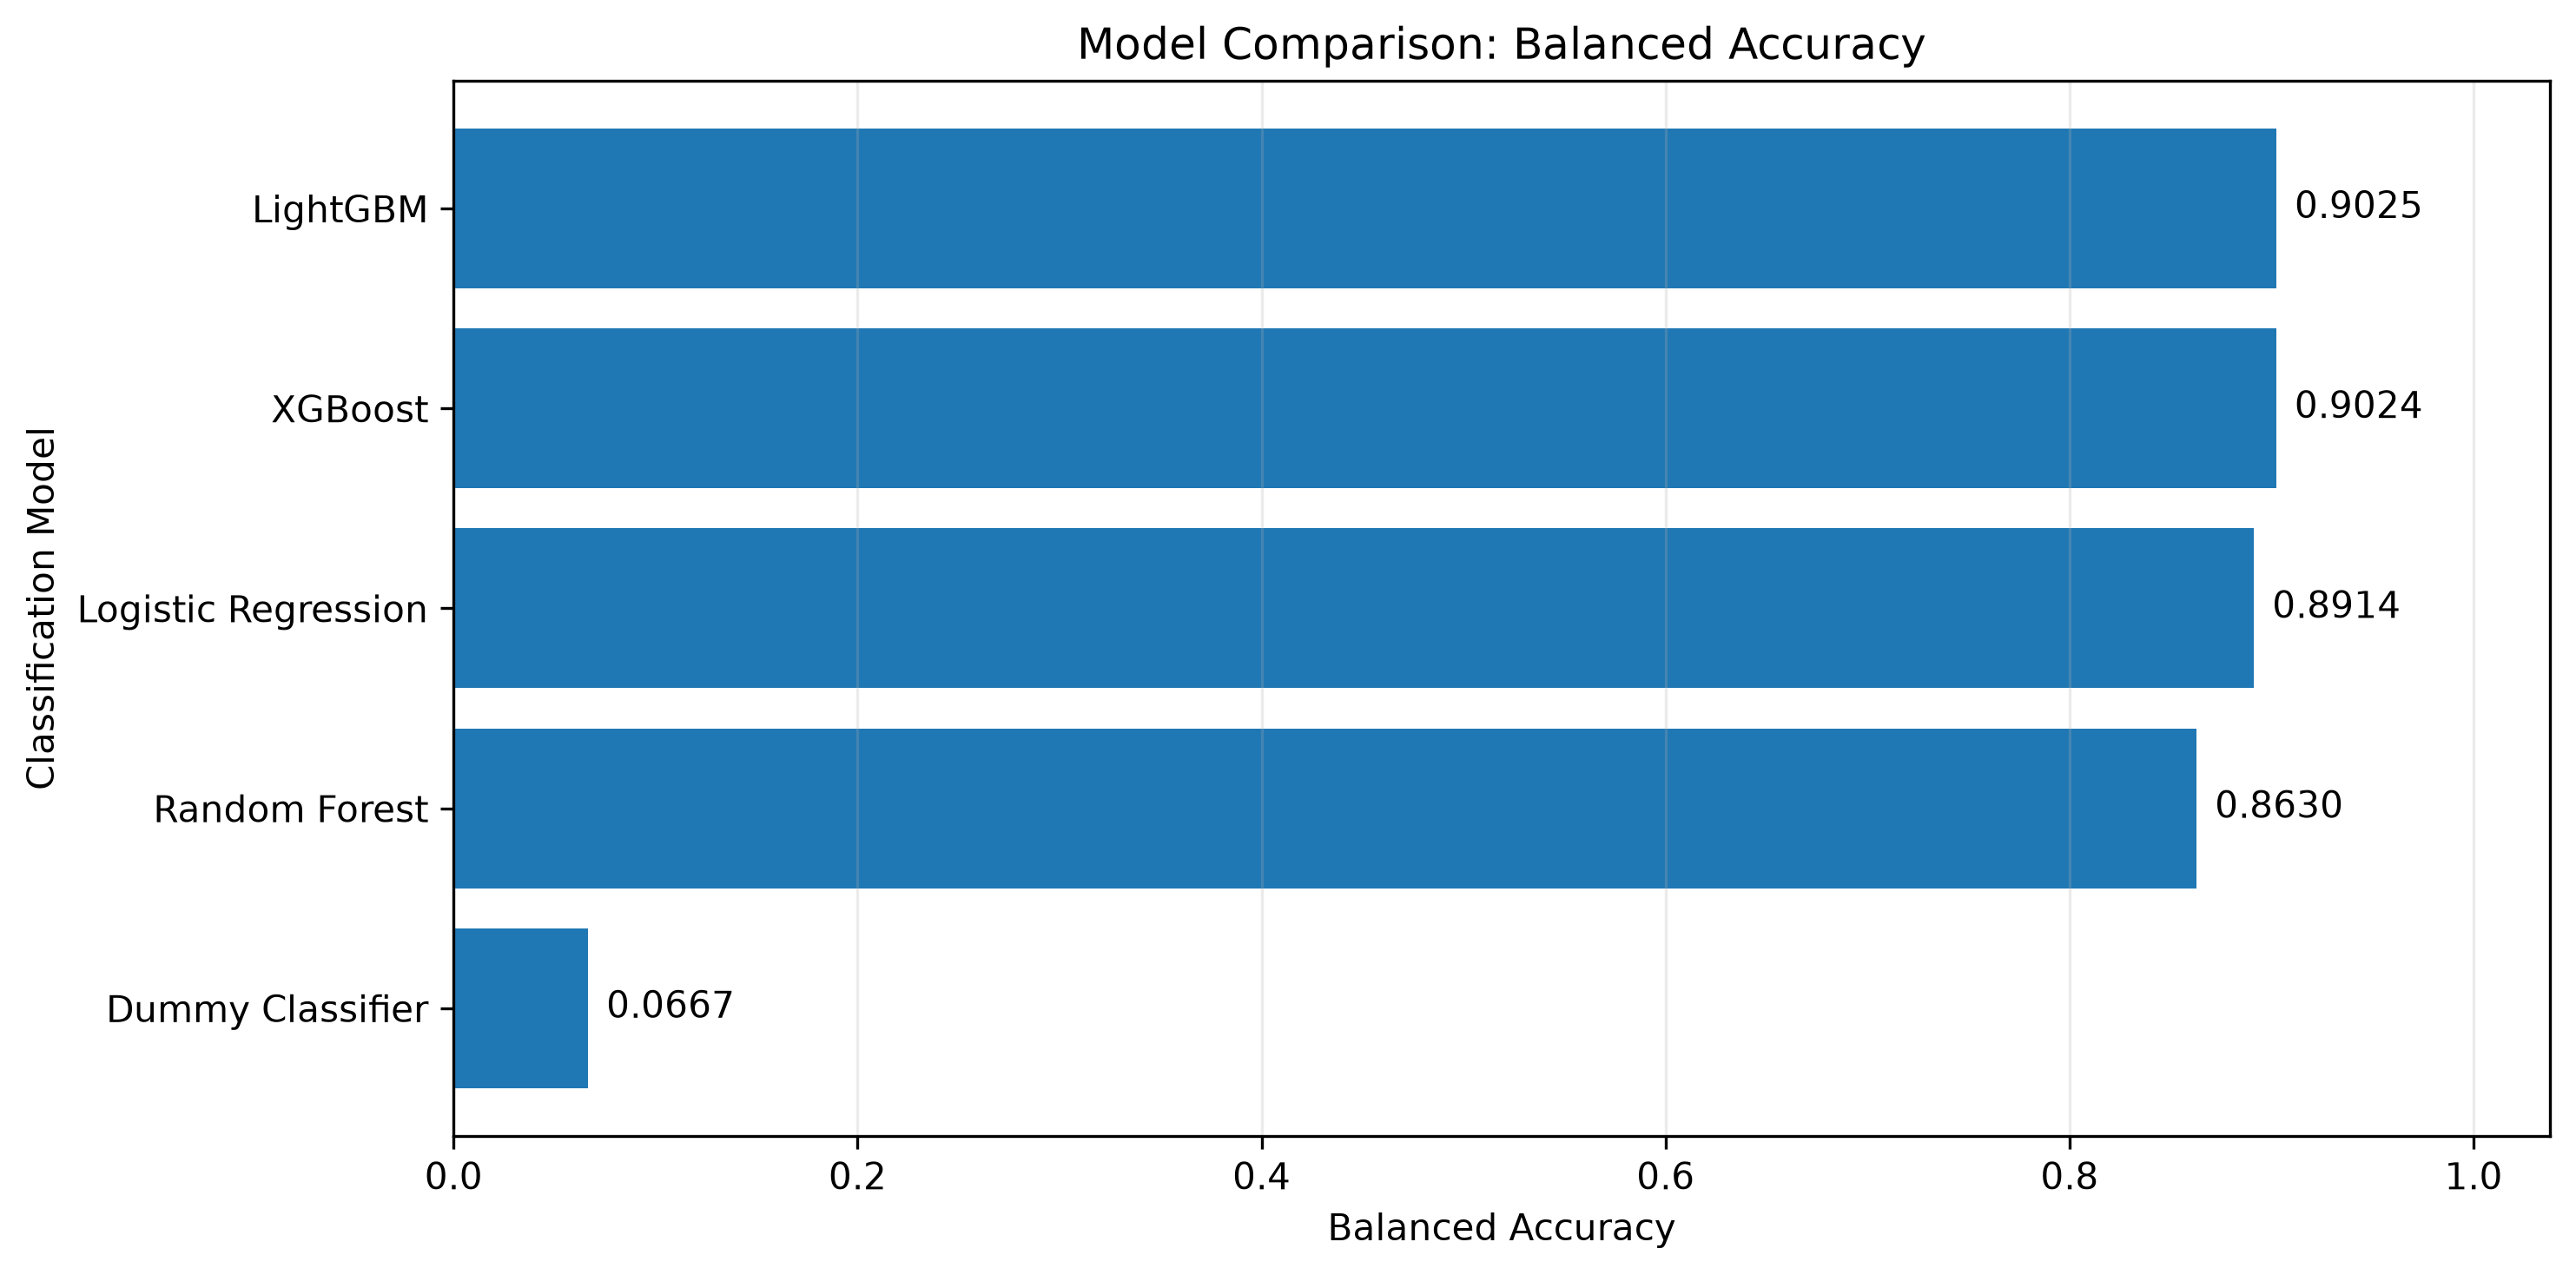 Model Comparison: Balanced Accuracy
Classification Model
LightGBM 0.9025
XGBoost 0.9024
Logistic Regression 0.8914
Random Forest 0.8630
Dummy Classifier 0.0667
0.0 0.2 0.4 0.6 0.8 1.0
Balanced Accuracy